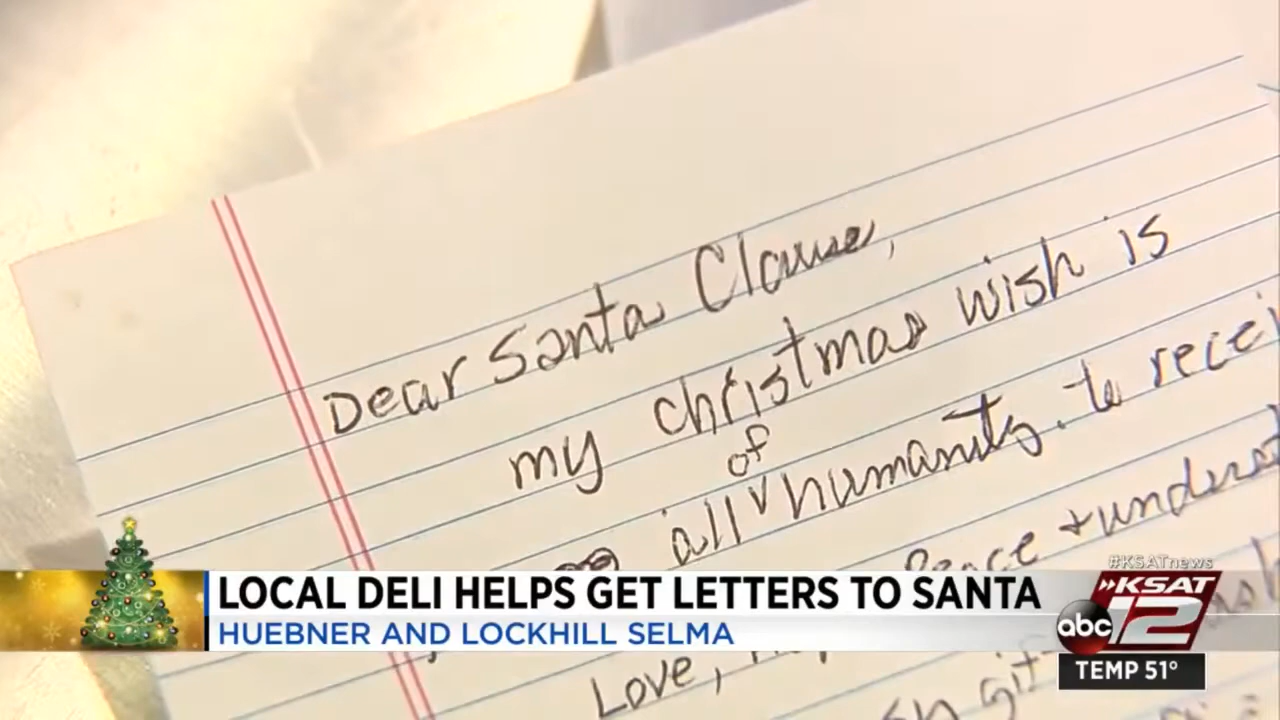 Dear Santa Clause,
my christmas wish is
of
all humanity. to recei
Peace + underst
Love,
gif
#KSATnews
LOCAL DELI HELPS GET LETTERS TO SANTA
HUEBNER AND LOCKHILL SELMA
abc
KSAT
12
TEMP 51°